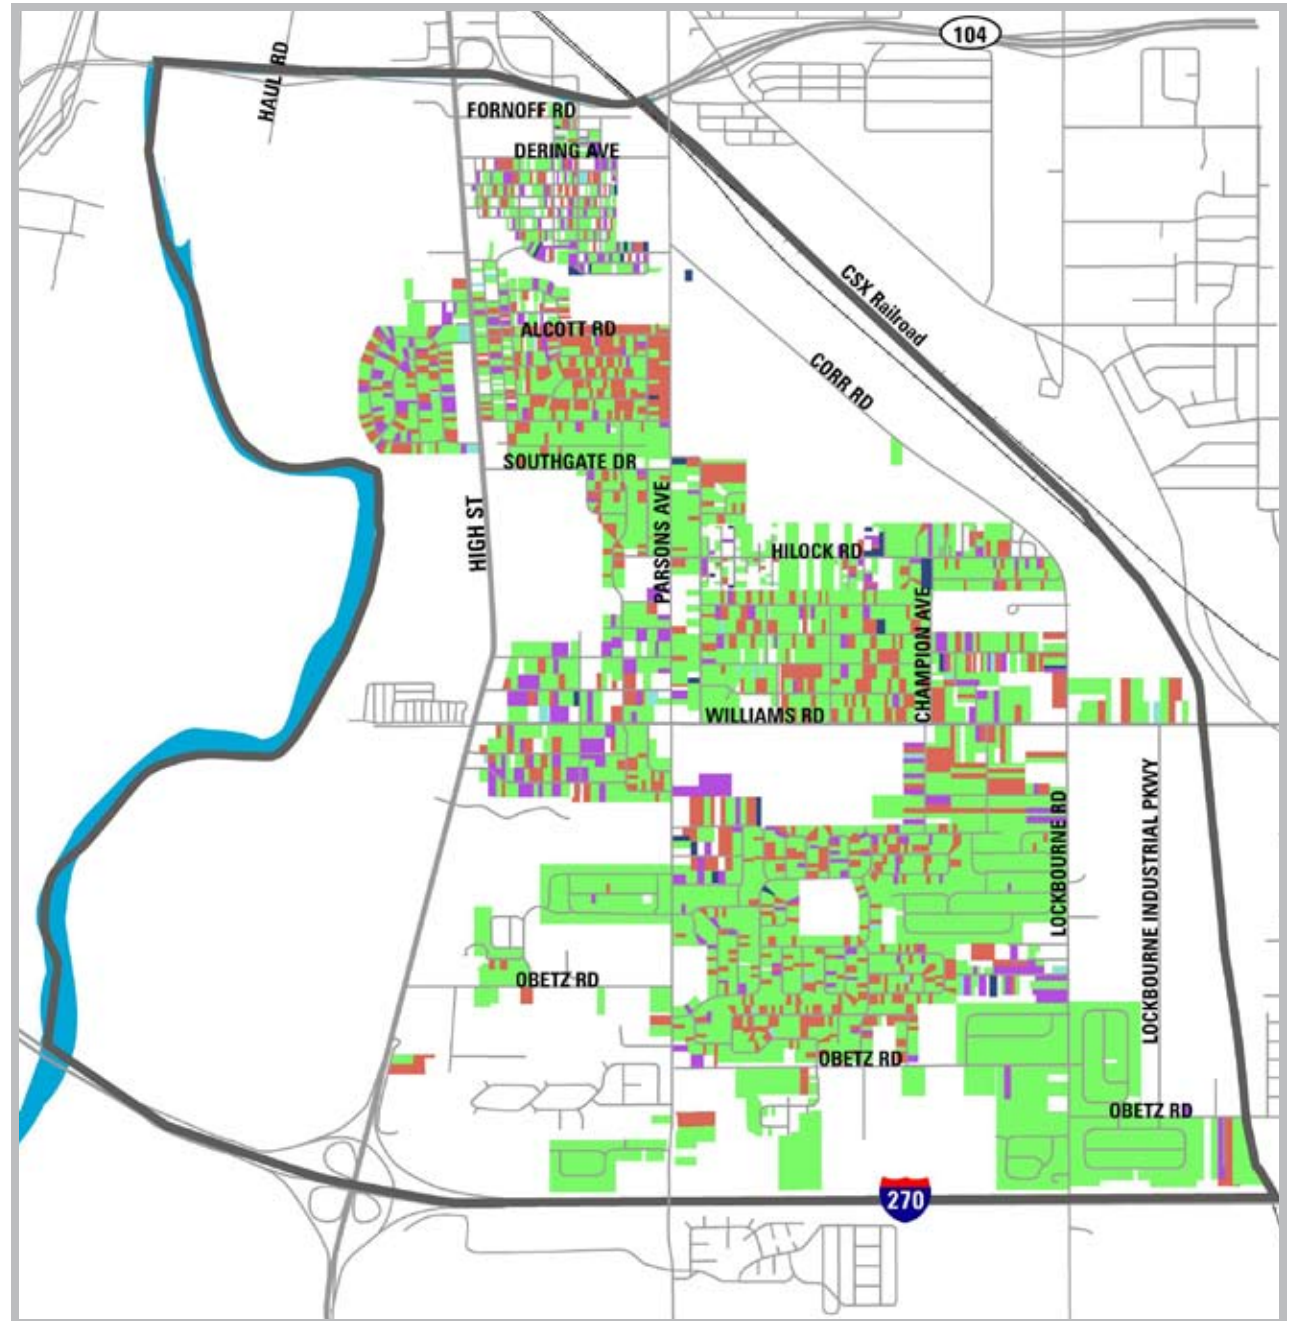 104
HAUL RD
FORNOFF RD
DERING AVE
CSX Railroad
ALCOTT RD
CORR RD
SOUTHGATE DR
HIGH ST
PARSONS AVE
HILOCK RD
CHAMPION AVE
WILLIAMS RD
LOCKBOURNE RD
LOCKBOURNE INDUSTRIAL PKWY
OBETZ RD
OBETZ RD
OBETZ RD
270